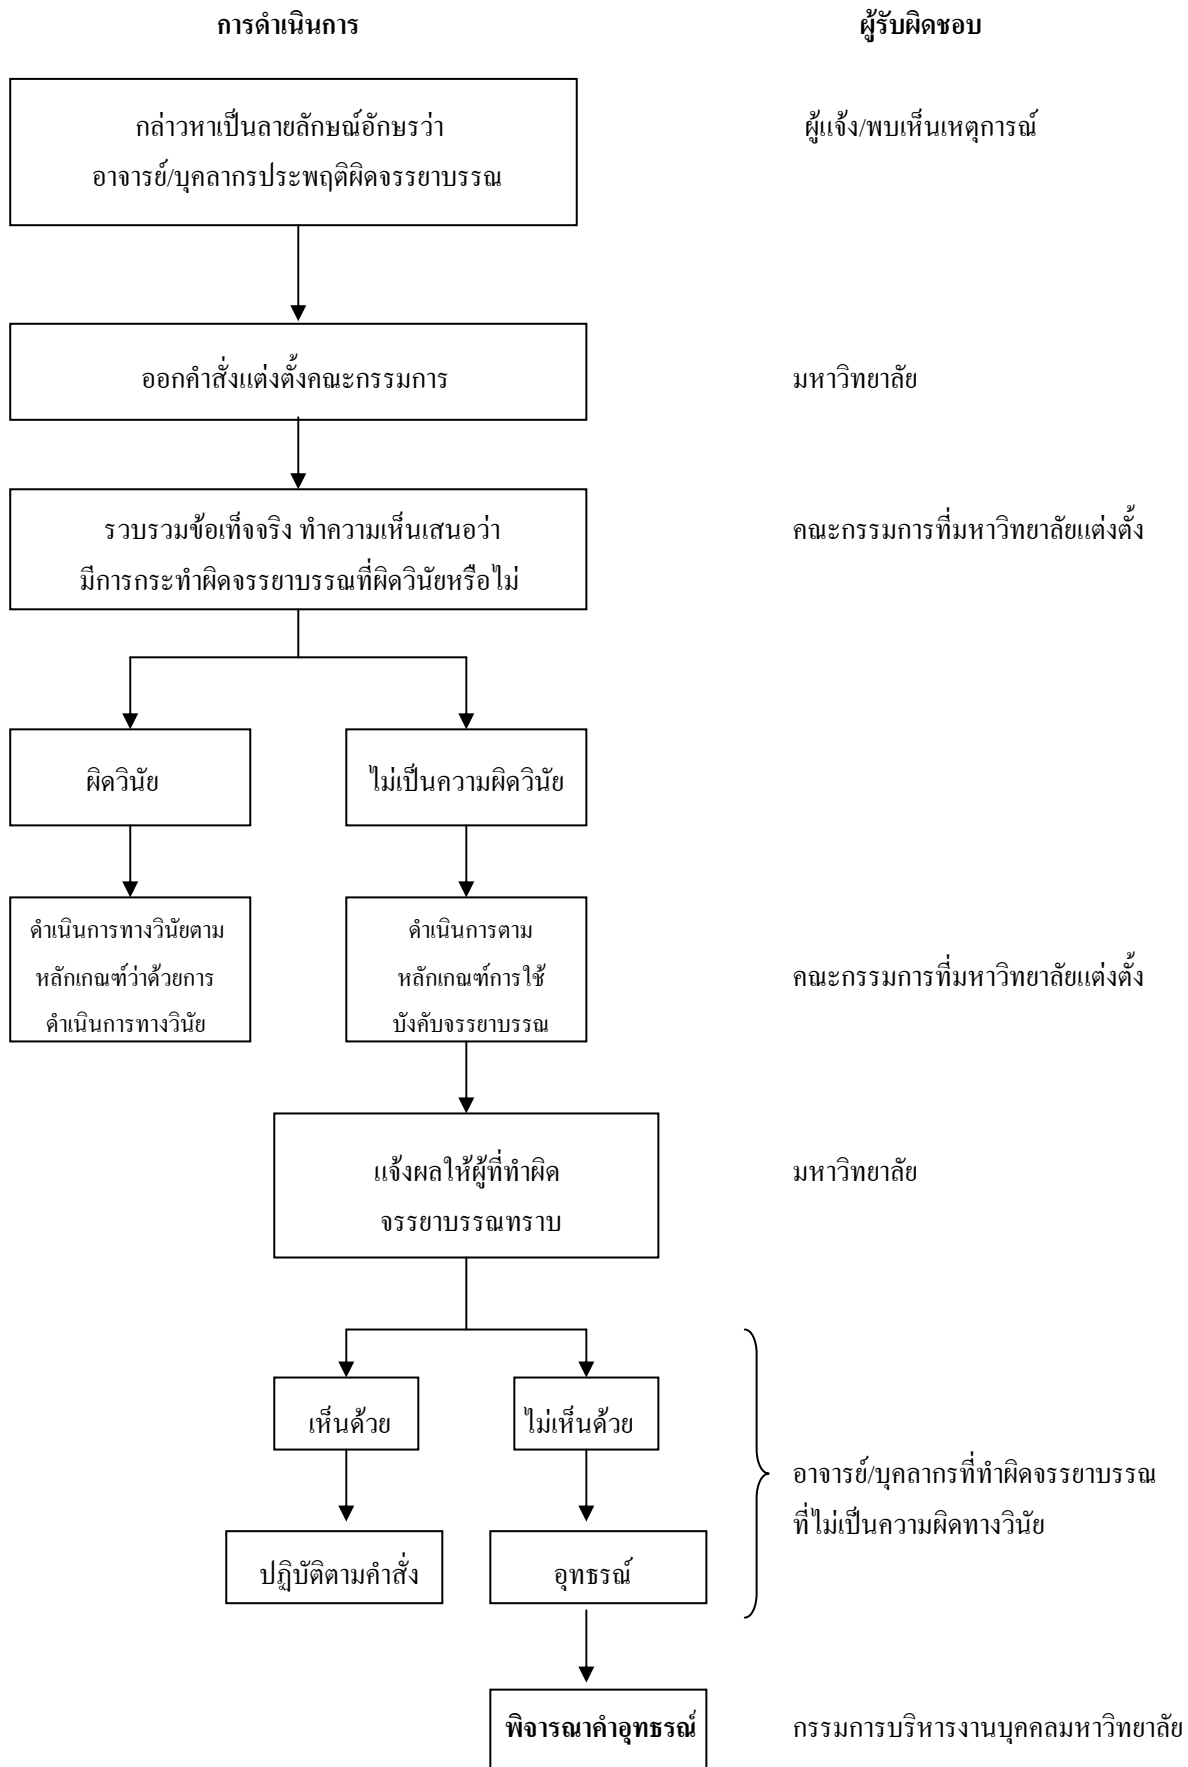 การดำเนินการ
ผู้รับผิดชอบ
กล่าวหาเป็นลายลักษณ์อักษรว่า
อาจารย์/บุคลากรประพฤติผิดจรรยาบรรณ
ผู้แจ้ง/พบเห็นเหตุการณ์
ออกคำสั่งแต่งตั้งคณะกรรมการ
มหาวิทยาลัย
รวบรวมข้อเท็จจริง ทำความเห็นเสนอว่า
มีการกระทำผิดจรรยาบรรณที่ผิดวินัยหรือไม่
คณะกรรมการที่มหาวิทยาลัยแต่งตั้ง
ผิดวินัย
ไม่เป็นความผิดวินัย
ดำเนินการทางวินัยตาม
หลักเกณฑ์ว่าด้วยการ
ดำเนินการทางวินัย
ดำเนินการตาม
หลักเกณฑ์การใช้
บังคับจรรยาบรรณ
คณะกรรมการที่มหาวิทยาลัยแต่งตั้ง
แจ้งผลให้ผู้ที่ทำผิด
จรรยาบรรณทราบ
มหาวิทยาลัย
เห็นด้วย
ไม่เห็นด้วย
ปฏิบัติตามคำสั่ง
อุทธรณ์
อาจารย์/บุคลากรที่ทำผิดจรรยาบรรณ
ที่ไม่เป็นความผิดทางวินัย
พิจารณาคำอุทธรณ์
กรรมการบริหารงานบุคคลมหาวิทยาลัย